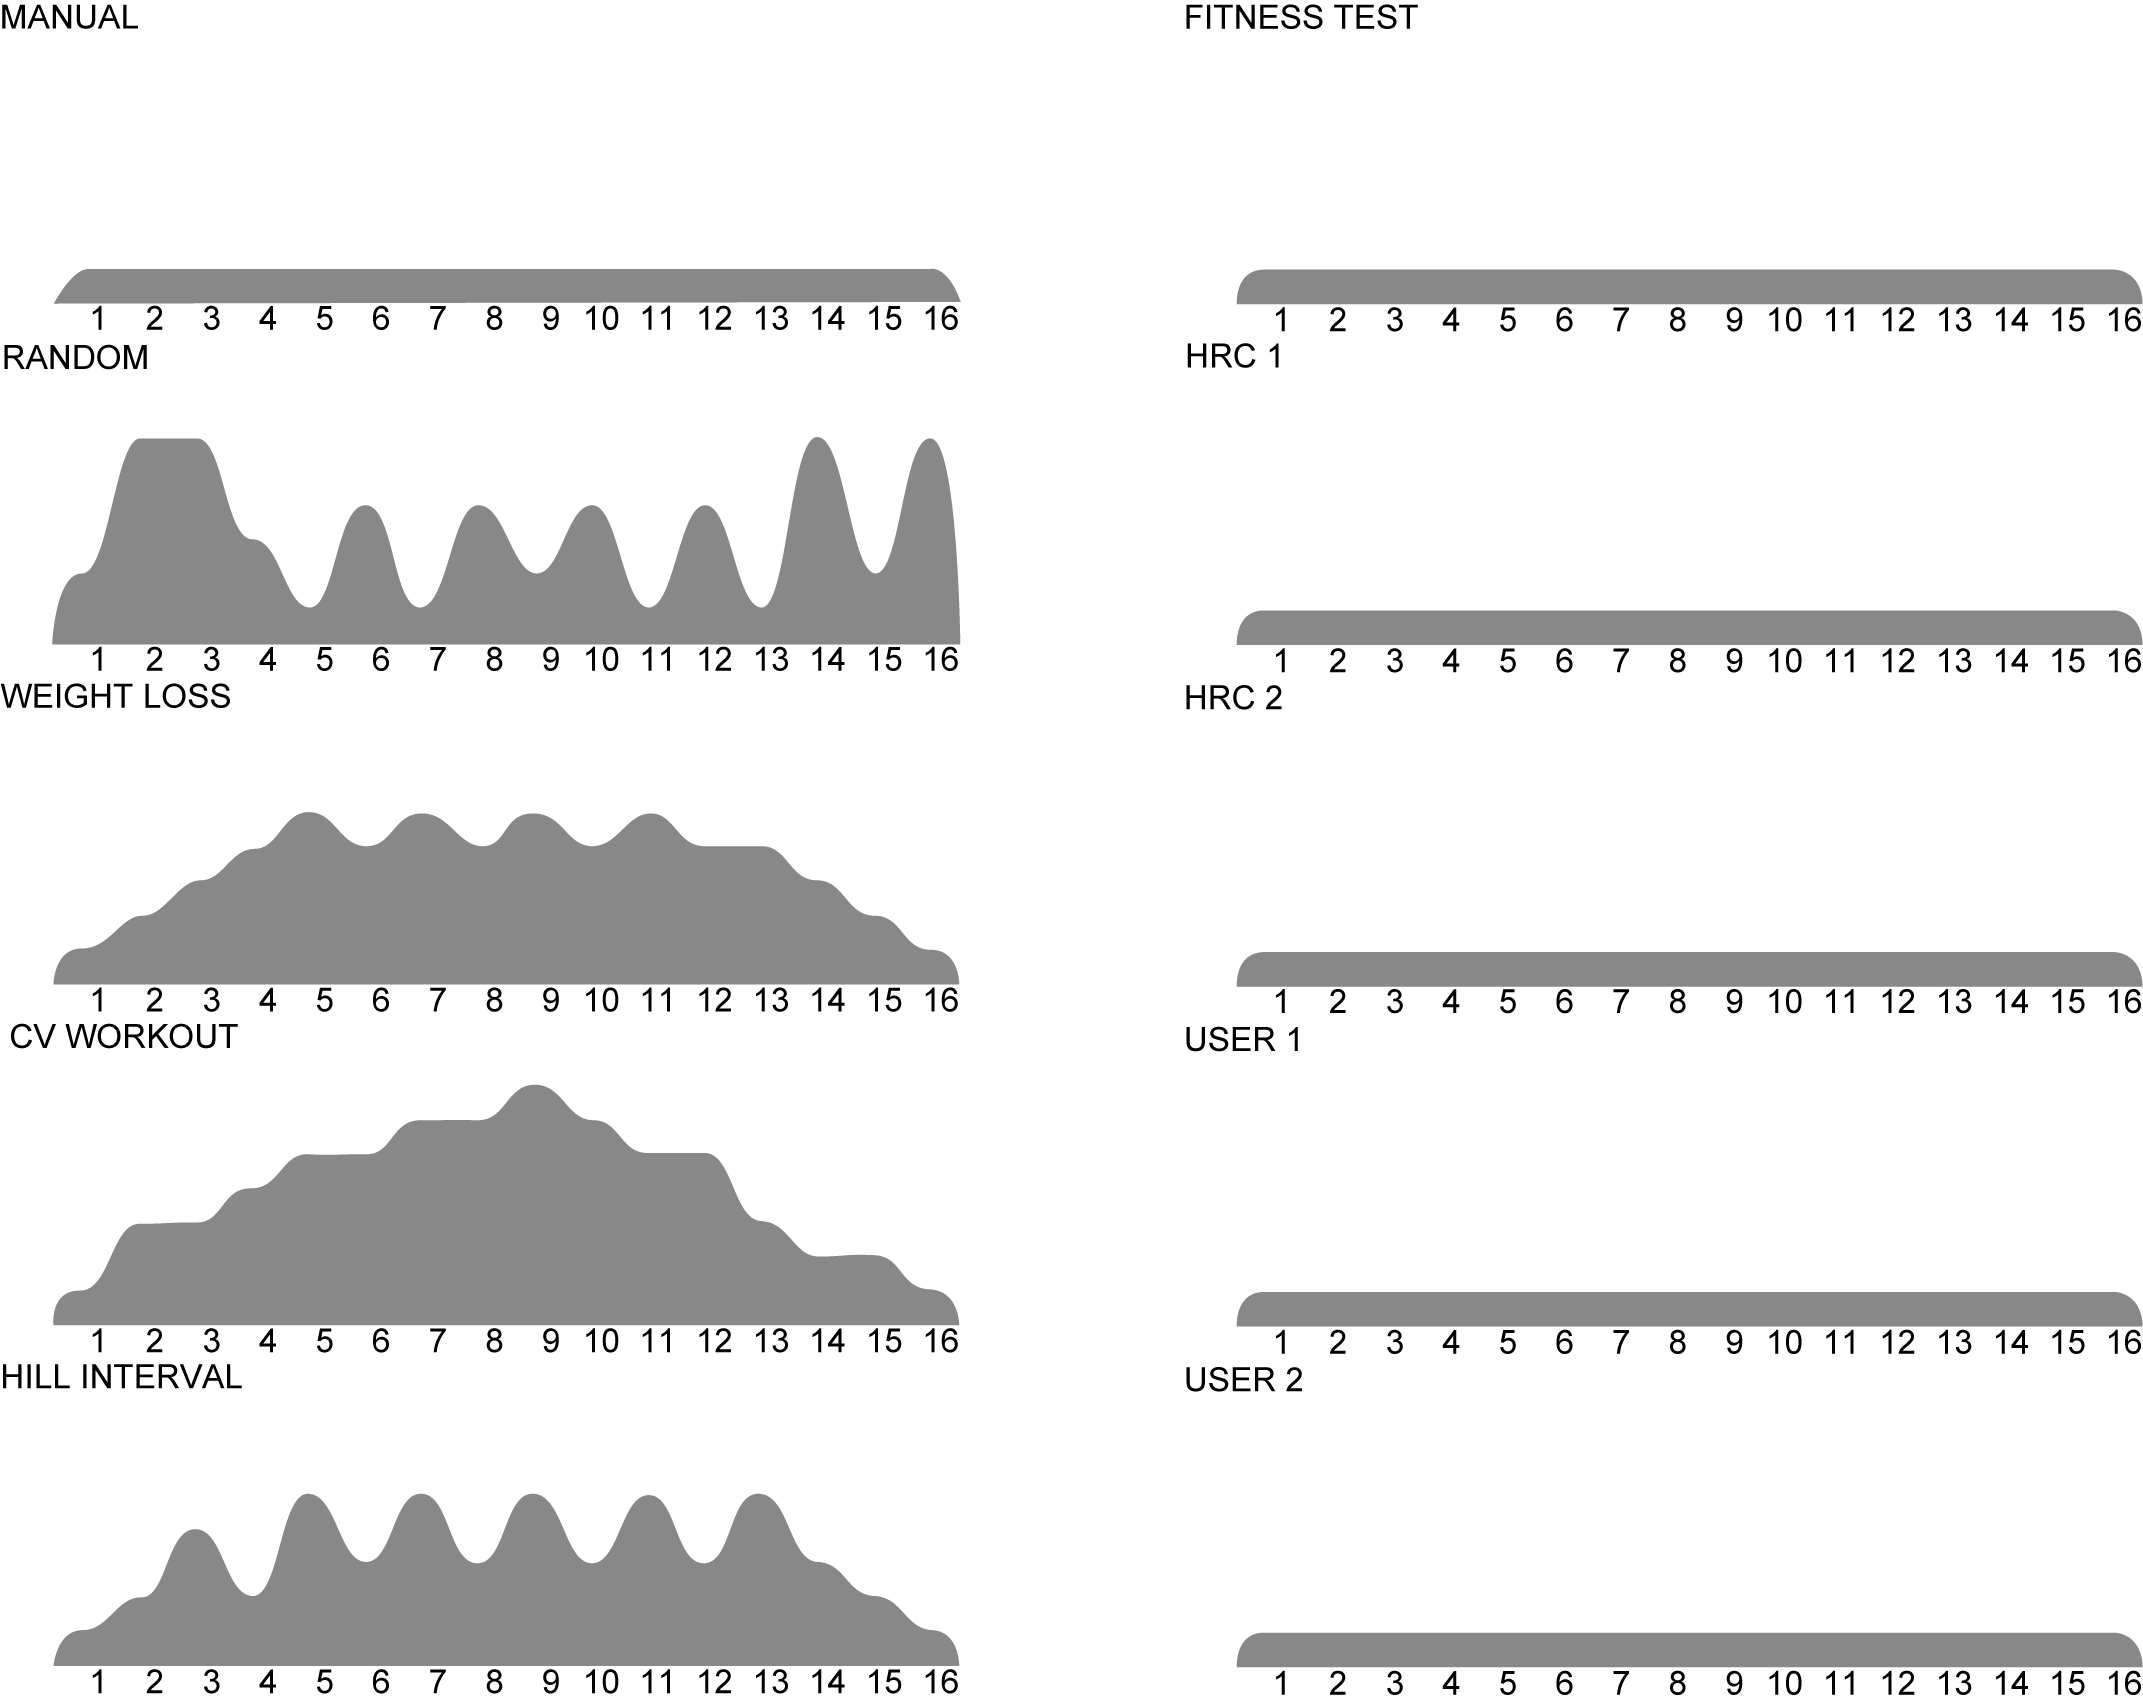 MANUAL
1 2 3 4 5 6 7 8 9 10 11 12 13 14 15 16
RANDOM
1 2 3 4 5 6 7 8 9 10 11 12 13 14 15 16
WEIGHT LOSS
1 2 3 4 5 6 7 8 9 10 11 12 13 14 15 16
CV WORKOUT
1 2 3 4 5 6 7 8 9 10 11 12 13 14 15 16
HILL INTERVAL
1 2 3 4 5 6 7 8 9 10 11 12 13 14 15 16
FITNESS TEST
1 2 3 4 5 6 7 8 9 10 11 12 13 14 15 16
HRC 1
1 2 3 4 5 6 7 8 9 10 11 12 13 14 15 16
HRC 2
1 2 3 4 5 6 7 8 9 10 11 12 13 14 15 16
USER 1
1 2 3 4 5 6 7 8 9 10 11 12 13 14 15 16
USER 2
1 2 3 4 5 6 7 8 9 10 11 12 13 14 15 16